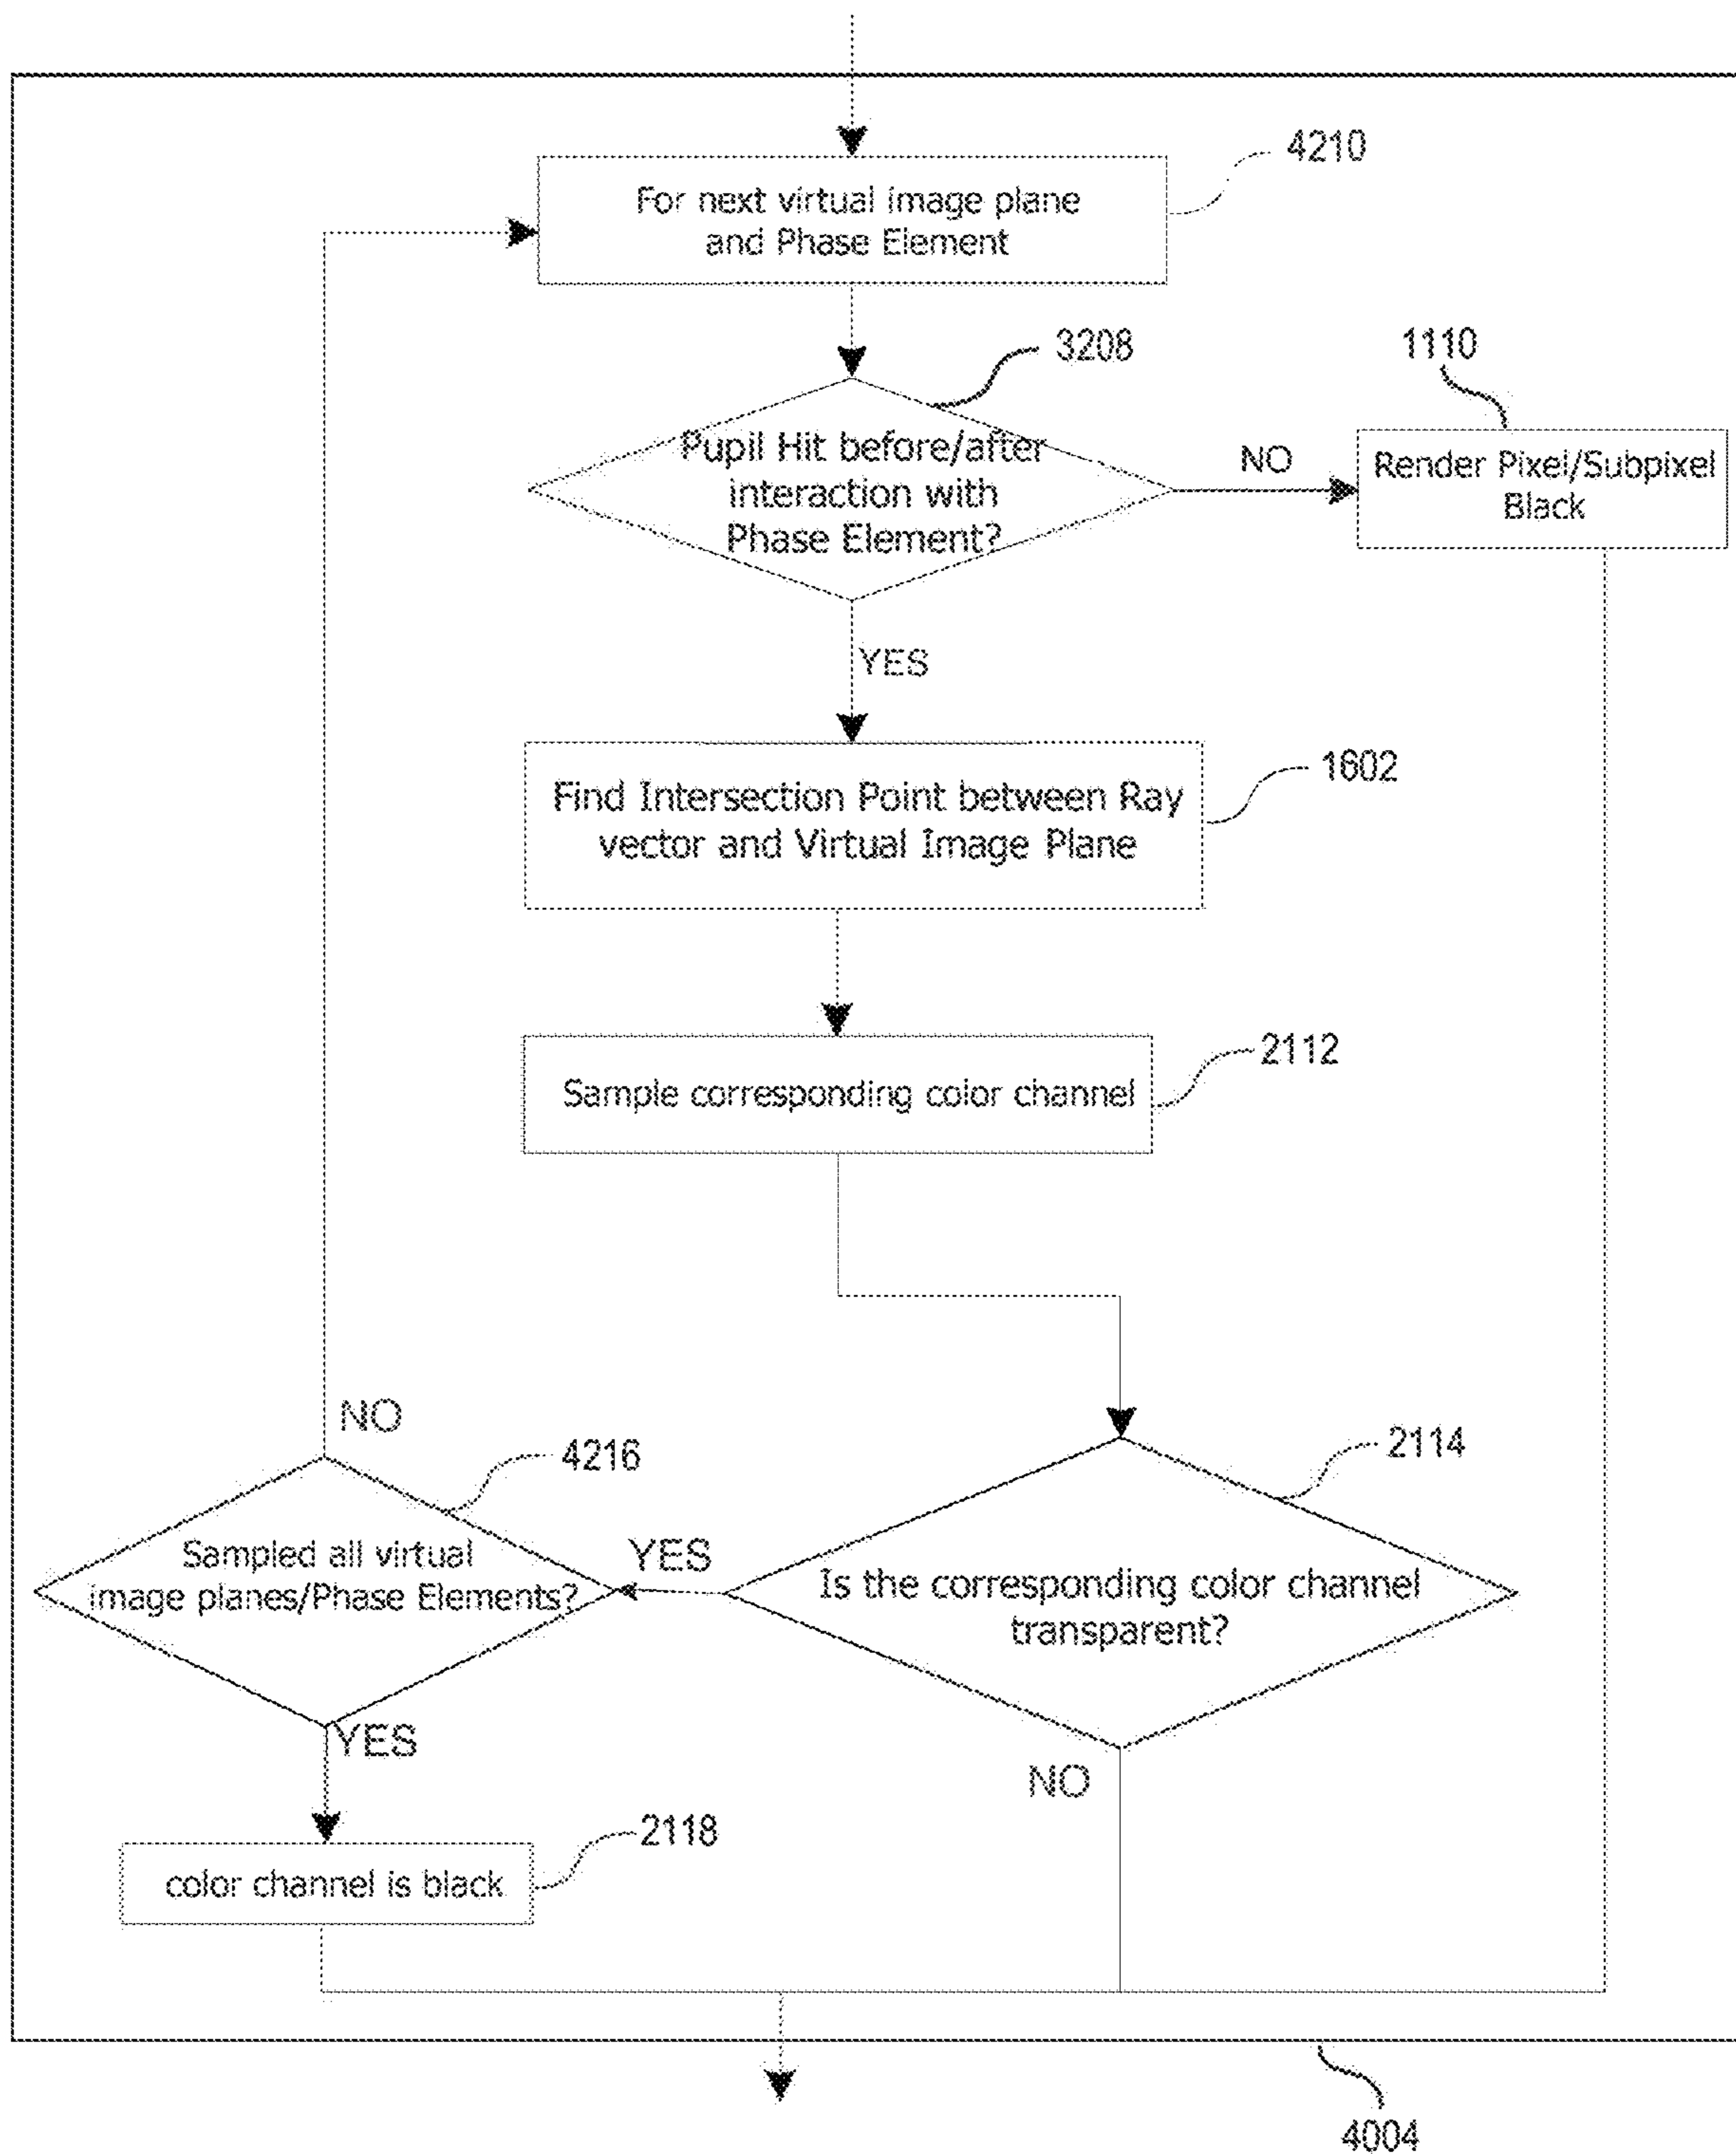 4210
For next virtual image plane
and Phase Element
3208
1110
Pupil Hit before/after
interaction with
Phase Element?
NO
Render Pixel/Subpixel
Black
YES
1602
Find Intersection Point between Ray
vector and Virtual Image Plane
2112
Sample corresponding color channel
NO
4216
2114
Sampled all virtual
image planes/Phase Elements?
YES
Is the corresponding color channel
transparent?
YES
NO
2118
color channel is black
4004